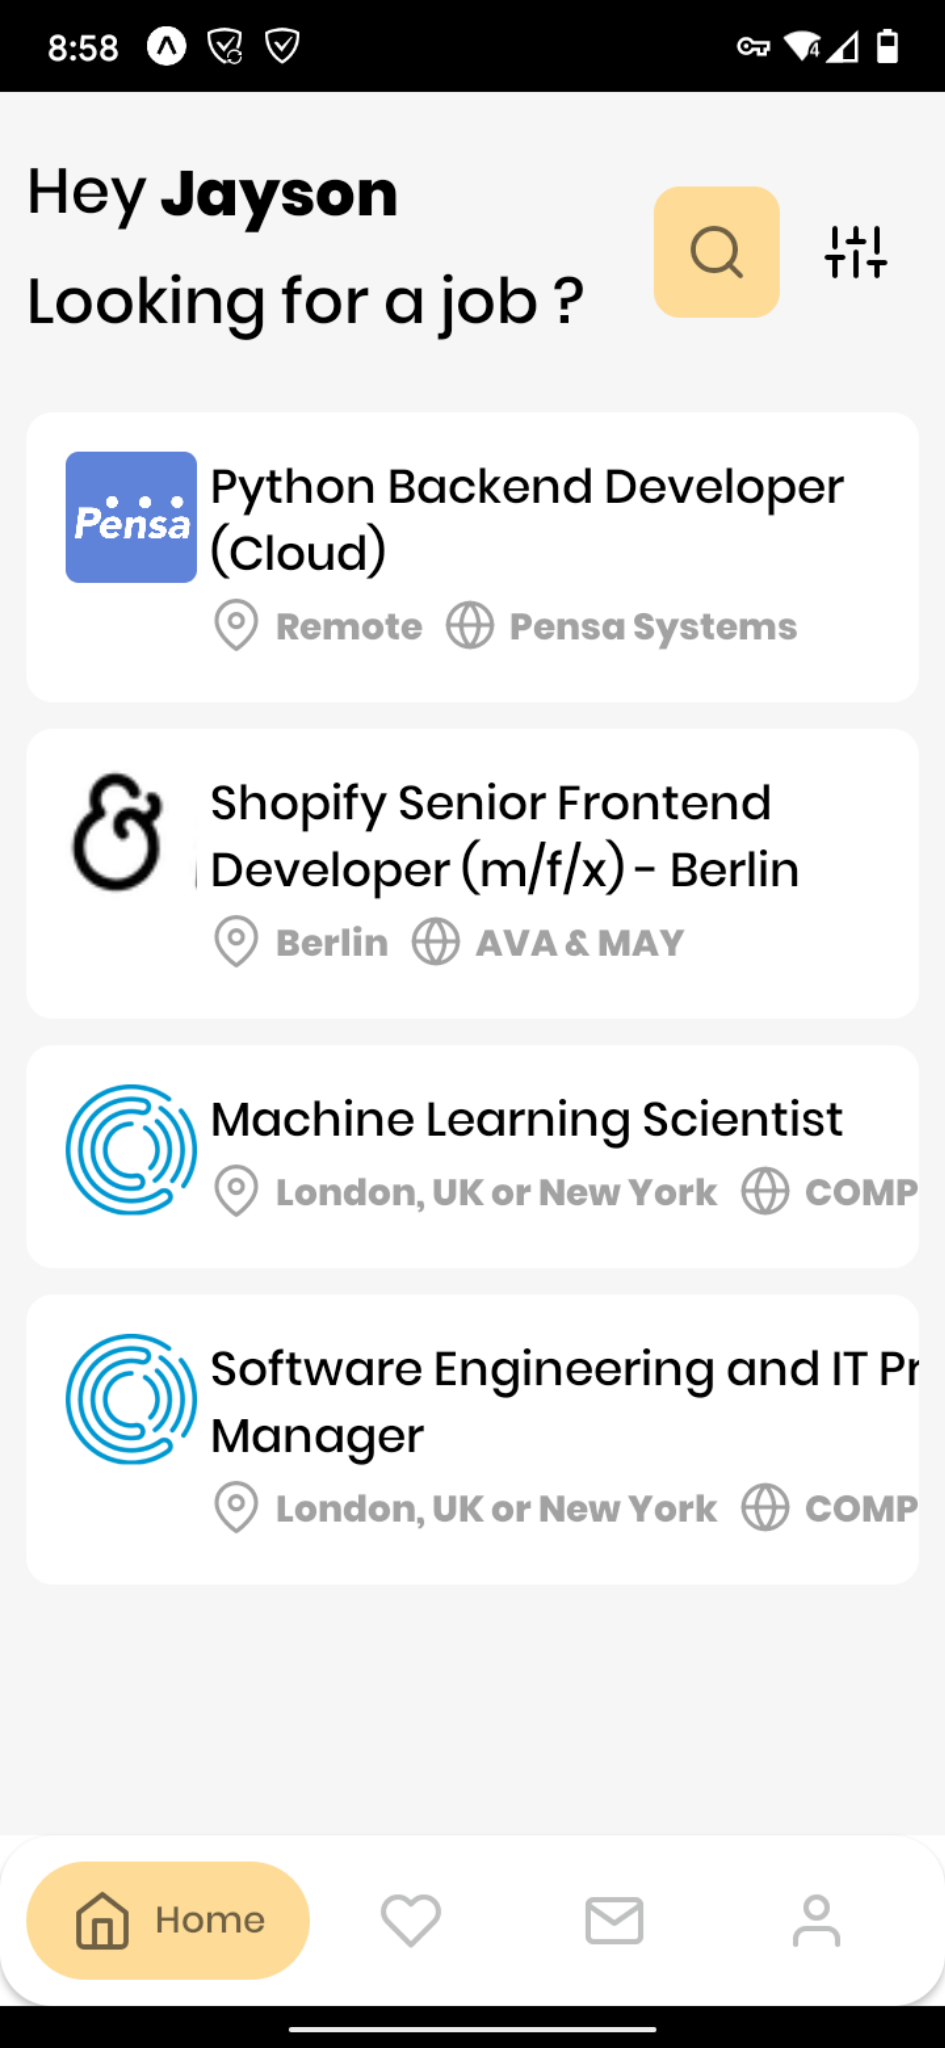 8:58
Hey Jayson
Looking for a job ?
Pensa
Python Backend Developer
(Cloud)
Remote Pensa Systems
Shopify Senior Frontend
Developer (m/f/x) - Berlin
Berlin AVA & MAY
Machine Learning Scientist
London, UK or New York COMP
Software Engineering and IT Pr
Manager
London, UK or New York COMP
Home